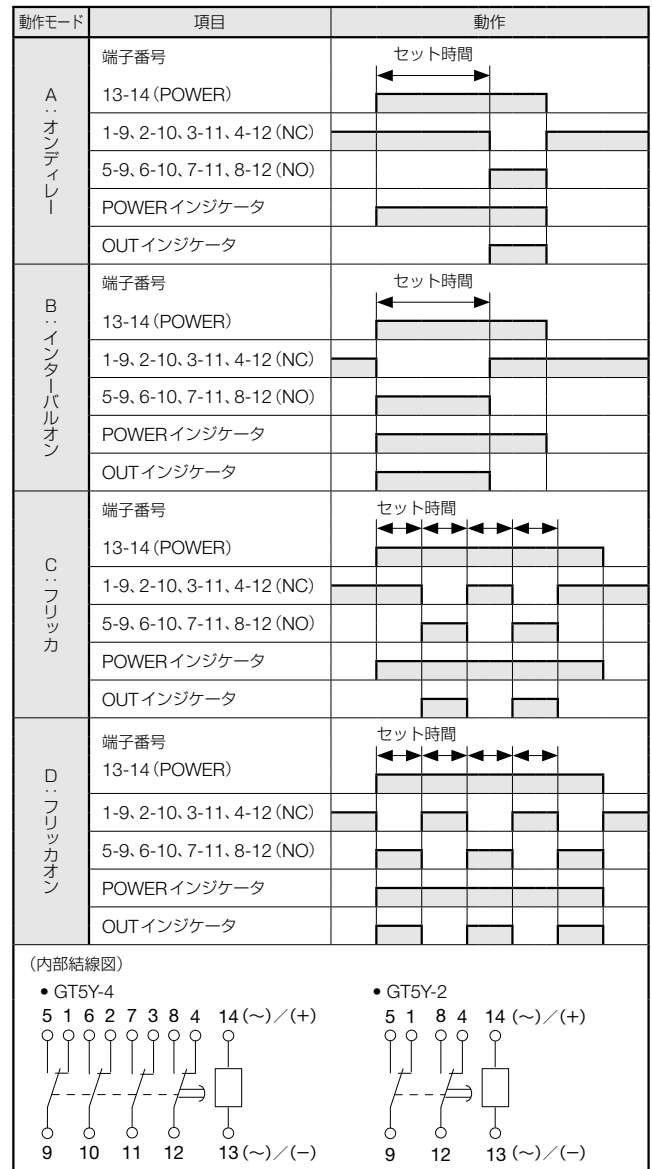 動作モード 項目 動作
A：オンディレー
端子番号 セット時間
13-14(POWER)
1-9、2-10、3-11、4-12(NC)
5-9、6-10、7-11、8-12(NO)
POWERインジケータ
OUTインジケータ
B：インターバルオン
端子番号 セット時間
13-14(POWER)
1-9、2-10、3-11、4-12(NC)
5-9、6-10、7-11、8-12(NO)
POWERインジケータ
OUTインジケータ
C：フリッカ
端子番号 セット時間
13-14(POWER)
1-9、2-10、3-11、4-12(NC)
5-9、6-10、7-11、8-12(NO)
POWERインジケータ
OUTインジケータ
D：フリッカオン
端子番号 セット時間
13-14(POWER)
1-9、2-10、3-11、4-12(NC)
5-9、6-10、7-11、8-12(NO)
POWERインジケータ
OUTインジケータ
(内部結線図)
• GT5Y-4
5 1 6 2 7 3 8 4 14(～)／(+)
9 10 11 12 13(～)／(−)
• GT5Y-2
5 1 8 4 14(～)／(+)
9 12 13(～)／(−)